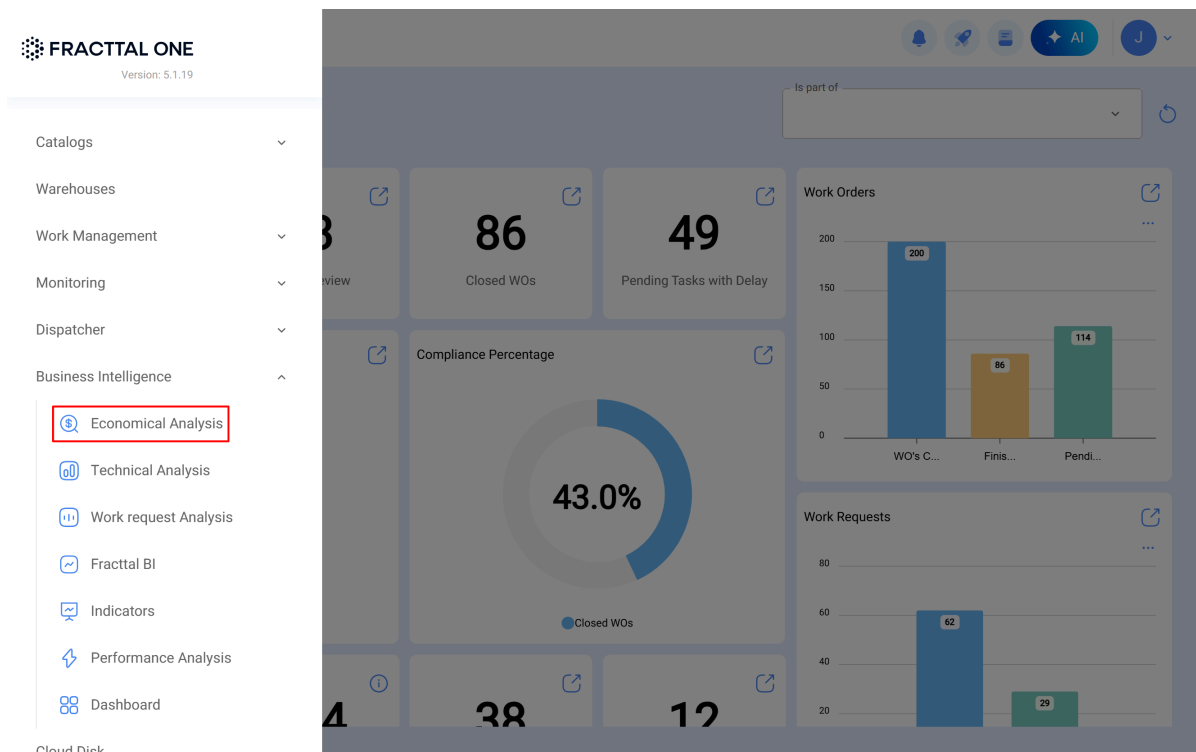 FRACTTAL ONE
Version: 5.1.19
AI
J
Is part of
Catalogs
Warehouses
Work Management
Monitoring
Dispatcher
Business Intelligence
Economical Analysis
Technical Analysis
Work request Analysis
Fracttal BI
Indicators
Performance Analysis
Dashboard
Cloud Disk
86
Closed WOs
49
Pending Tasks with Delay
Compliance Percentage
43.0%
Closed WOs
4
38
12
Work Orders
200
150
100
50
0
200
86
114
WO's C...
Finis...
Pendi...
Work Requests
80
60
40
20
62
29